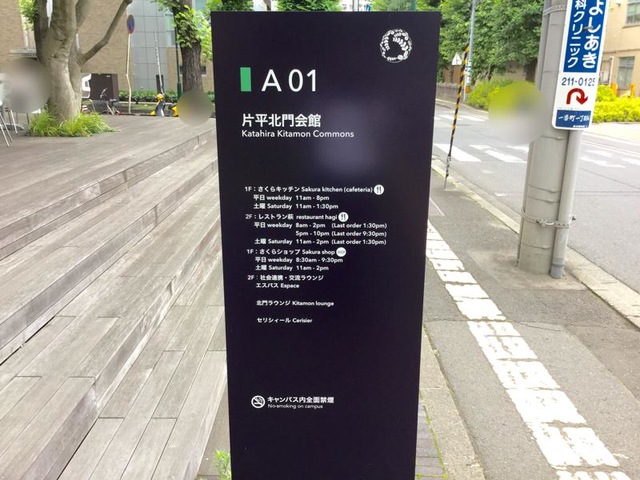 A 01
片平北門会館
Katahira Kitamon Commons
1F：さくらキッチン Sakura kitchen (cafeteria)
平日 weekday 11am - 8pm
土曜 Saturday 11am - 1:30pm
2F：レストラン萩 restaurant hagi
平日 weekday 8am - 2pm (Last order 1:30pm)
5pm - 10pm (Last order 9:30pm)
土曜 Saturday 11am - 2pm (Last order 1:30pm)
1F：さくらショップ Sakura shop
平日 weekday 8:30am - 9:30pm
土曜 Saturday 11am - 2pm
2F：社会連携・交流ラウンジ
エスパス Espace
北門ラウンジ Kitamon lounge
セリシィール Cerisier
キャンパス内全面禁煙
No-smoking on campus
よしあき
科クリニック
211-0125